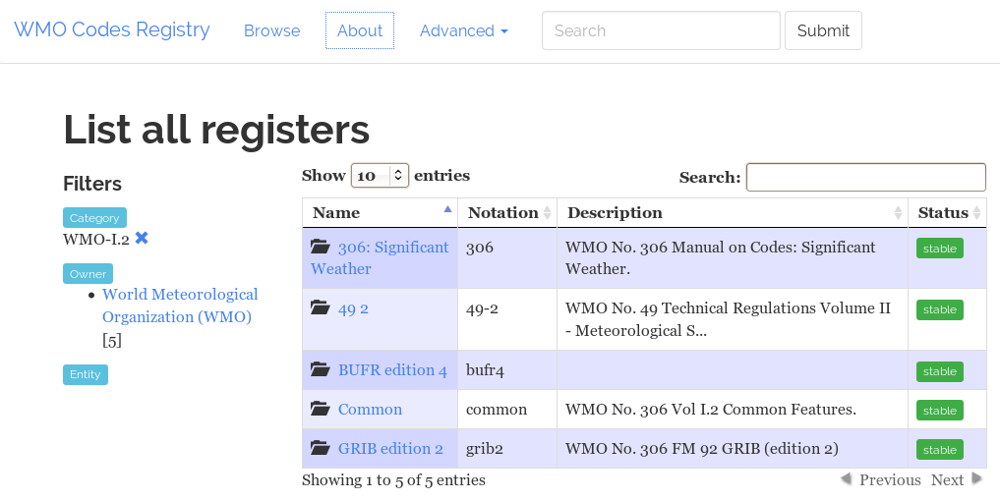 WMO Codes Registry Browse About Advanced Search Submit
List all registers
Filters
Category
WMO-I.2
Owner
World Meteorological
Organization (WMO)
[5]
Entity
Show 10 entries Search:
Name Notation Description Status
306: Significant
Weather
306
WMO No. 306 Manual on Codes: Significant
Weather.
stable
49 2
49-2
WMO No. 49 Technical Regulations Volume II
- Meteorological S...
stable
BUFR edition 4 bufr4 stable
Common common WMO No. 306 Vol I.2 Common Features. stable
GRIB edition 2 grib2 WMO No. 306 FM 92 GRIB (edition 2) stable
Showing 1 to 5 of 5 entries Previous Next